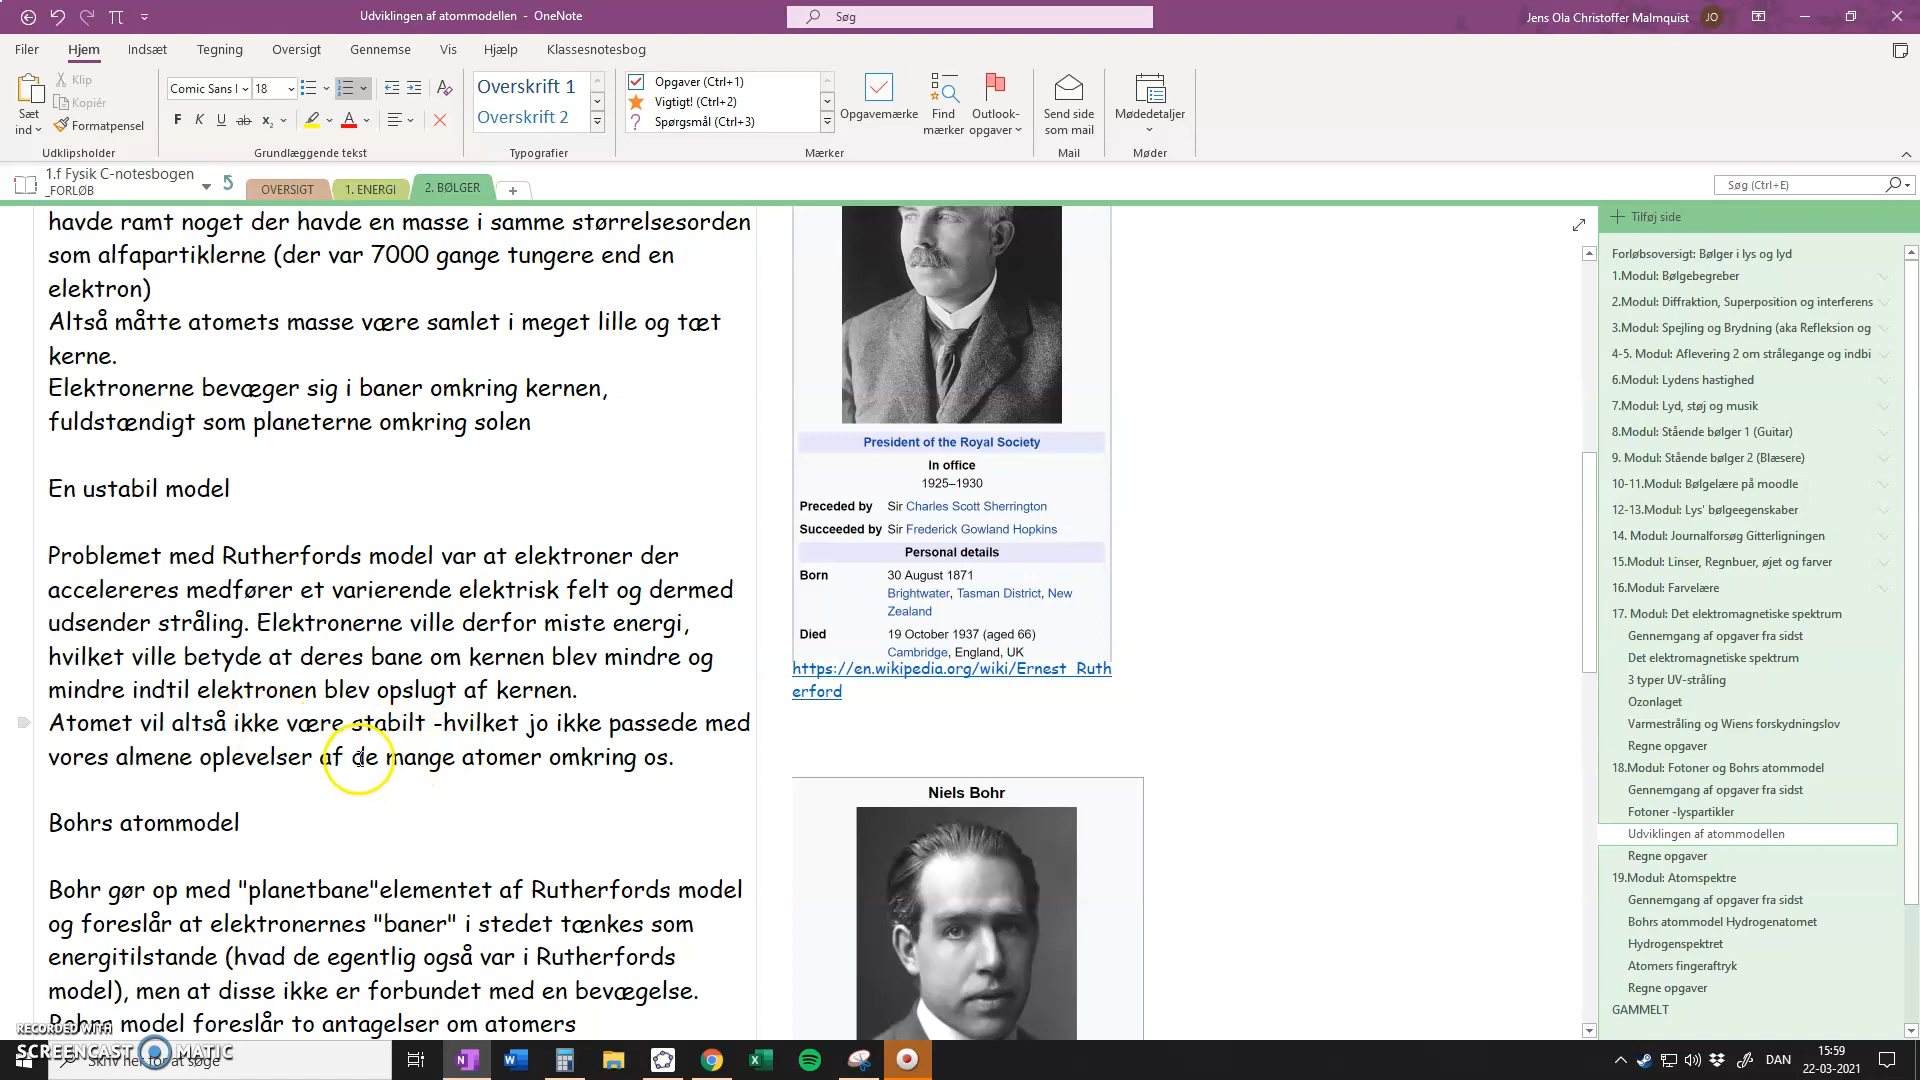 Udviklingen af atommodellen - OneNote
Søg
Jens Ola Christoffer Malmquist
JO
Filer
Hjem
Indsæt
Tegning
Oversigt
Gennemse
Vis
Hjælp
Klassesnotesbog
Sæt ind
Klip
Kopiér
Formatpensel
Udklipsholder
Comic Sans
18
F K U ab x₂ A
Grundlæggende tekst
Overskrift 1
Overskrift 2
Typografier
Opgaver (Ctrl+1)
Vigtigt! (Ctrl+2)
Spørgsmål (Ctrl+3)
Opgavemærke
Find mærker
Outlook-opgaver
Mærker
Send side som mail
Mail
Mødedetaljer
Møder
1.f Fysik C-notesbogen
_FORLØB
OVERSIGT
1. ENERGI
2. BØLGER
Søg (Ctrl+E)
havde ramt noget der havde en masse i samme størrelsesorden
som alfapartiklerne (der var 7000 gange tungere end en
elektron)
Altså måtte atomets masse være samlet i meget lille og tæt
kerne.
Elektronerne bevæger sig i baner omkring kernen,
fuldstændigt som planeterne omkring solen
En ustabil model
Problemet med Rutherfords model var at elektroner der
accelereres medfører et varierende elektrisk felt og dermed
udsender stråling. Elektronerne ville derfor miste energi,
hvilket ville betyde at deres bane om kernen blev mindre og
mindre indtil elektronen blev opslugt af kernen.
Atomet vil altså ikke være stabilt -hvilket jo ikke passede med
vores almene oplevelser af de mange atomer omkring os.
Bohrs atommodel
Bohr gør op med "planetbane"elementet af Rutherfords model
og foreslår at elektronernes "baner" i stedet tænkes som
energitilstande (hvad de egentlig også var i Rutherfords
model), men at disse ikke er forbundet med en bevægelse.
Bohrs model foreslår to antagelser om atomers
President of the Royal Society
In office
1925–1930
Preceded by Sir Charles Scott Sherrington
Succeeded by Sir Frederick Gowland Hopkins
Personal details
Born 30 August 1871
Brightwater, Tasman District, New
Zealand
Died 19 October 1937 (aged 66)
Cambridge, England, UK
https://en.wikipedia.org/wiki/Ernest_Ruth
erford
Niels Bohr
Tilføj side
Forløbsoversigt: Bølger i lys og lyd
1.Modul: Bølgebegreber
2.Modul: Diffraktion, Superposition og interferens
3.Modul: Spejling og Brydning (aka Refleksion og
4-5. Modul: Aflevering 2 om strålegange og indbi
6.Modul: Lydens hastighed
7.Modul: Lyd, støj og musik
8.Modul: Stående bølger 1 (Guitar)
9. Modul: Stående bølger 2 (Blæsere)
10-11.Modul: Bølgelære på moodle
12-13.Modul: Lys' bølgeegenskaber
14. Modul: Journalforsøg Gitterligningen
15.Modul: Linser, Regnbuer, øjet og farver
16.Modul: Farvelære
17. Modul: Det elektromagnetiske spektrum
Gennemgang af opgaver fra sidst
Det elektromagnetiske spektrum
3 typer UV-stråling
Ozonlaget
Varmestråling og Wiens forskydningslov
Regne opgaver
18.Modul: Fotoner og Bohrs atommodel
Gennemgang af opgaver fra sidst
Fotoner -lyspartikler
Udviklingen af atommodellen
Regne opgaver
19.Modul: Atomspektre
Gennemgang af opgaver fra sidst
Bohrs atommodel Hydrogenatomet
Hydrogenspektret
Atomers fingeraftryk
Regne opgaver
GAMMELT
RECORDED WITH
SCREENCAST MATIC
Skriv her for at søge
DAN
15:59
22-03-2021